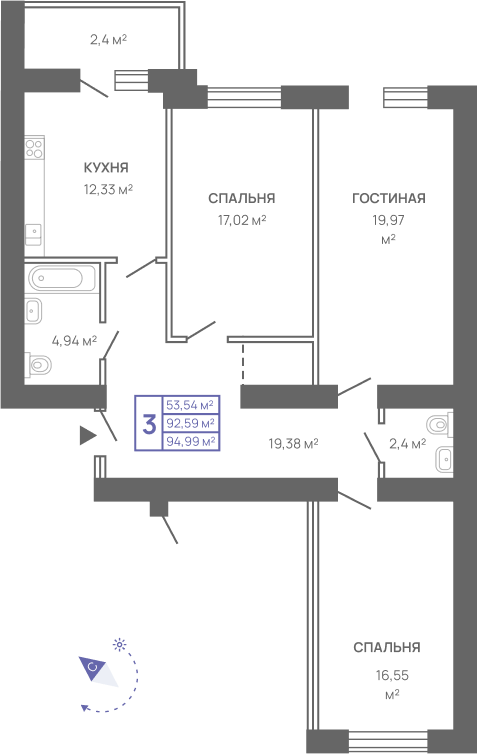 2,4 м²
КУХНЯ
12,33 м²
СПАЛЬНЯ
17,02 м²
ГОСТИНАЯ
19,97
м²
4,94 м²
3
53,54 м²
92,59 м²
94,99 м²
19,38 м²
2,4 м²
СПАЛЬНЯ
16,55
м²
С